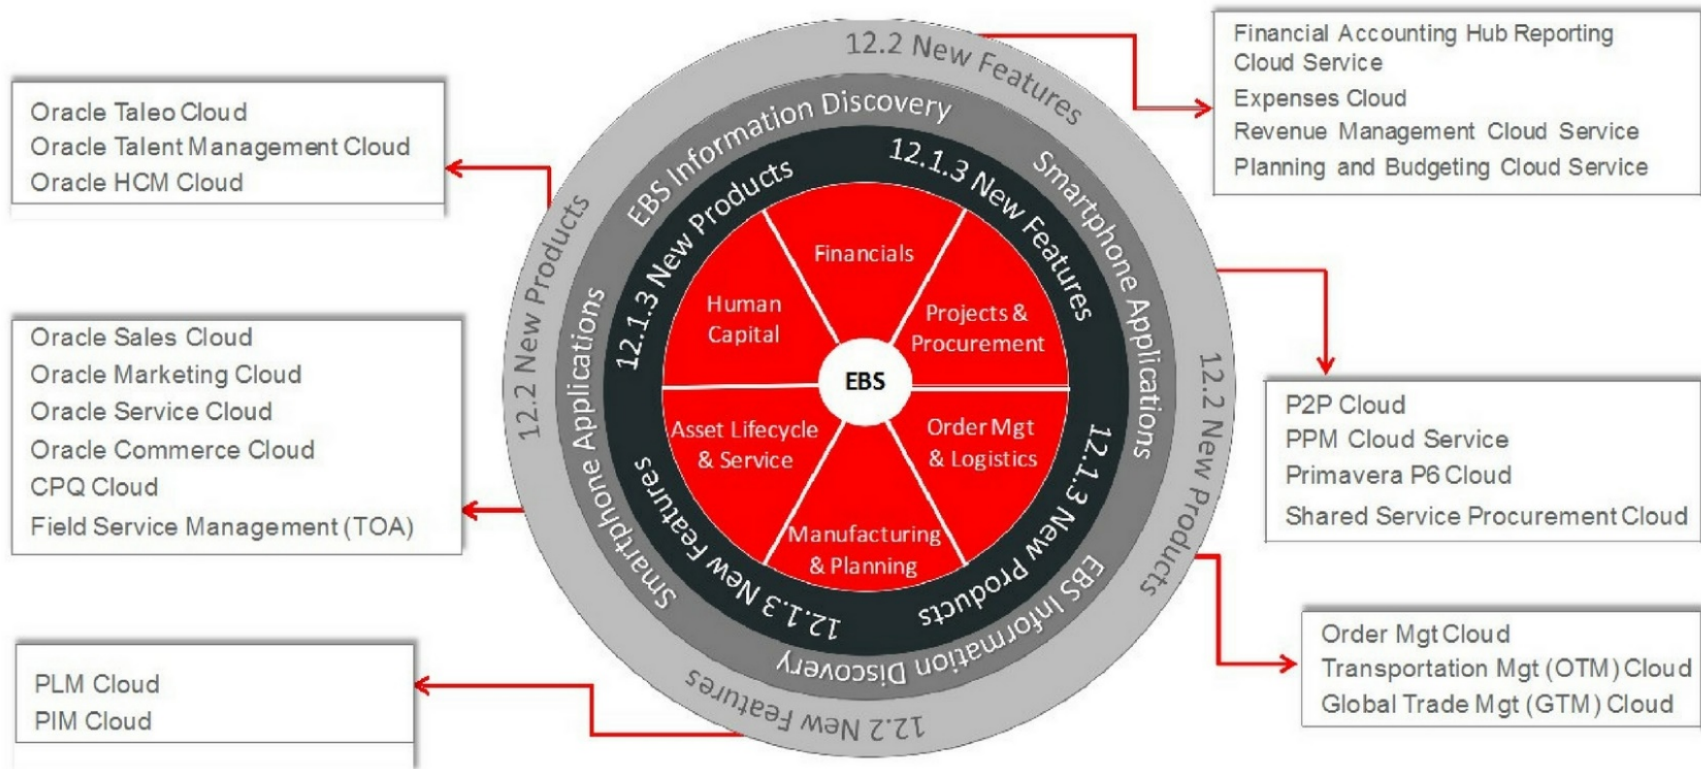 Oracle Taleo Cloud
Oracle Talent Management Cloud
Oracle HCM Cloud
Oracle Sales Cloud
Oracle Marketing Cloud
Oracle Service Cloud
Oracle Commerce Cloud
CPQ Cloud
Field Service Management (TOA)
PLM Cloud
PIM Cloud
12.2 New Features
12.2 New Products
12.2 New Features
12.2 New Products
EBS Information Discovery
Smartphone Applications
EBS Information Discovery
Smartphone Applications
12.1.3 New Products
12.1.3 New Features
12.1.3 New Products
12.1.3 New Features
Financials
Projects &
Procurement
Order Mgt
& Logistics
Manufacturing
& Planning
Asset Lifecycle
& Service
Human
Capital
EBS
Financial Accounting Hub Reporting
Cloud Service
Expenses Cloud
Revenue Management Cloud Service
Planning and Budgeting Cloud Service
P2P Cloud
PPM Cloud Service
Primavera P6 Cloud
Shared Service Procurement Cloud
Order Mgt Cloud
Transportation Mgt (OTM) Cloud
Global Trade Mgt (GTM) Cloud